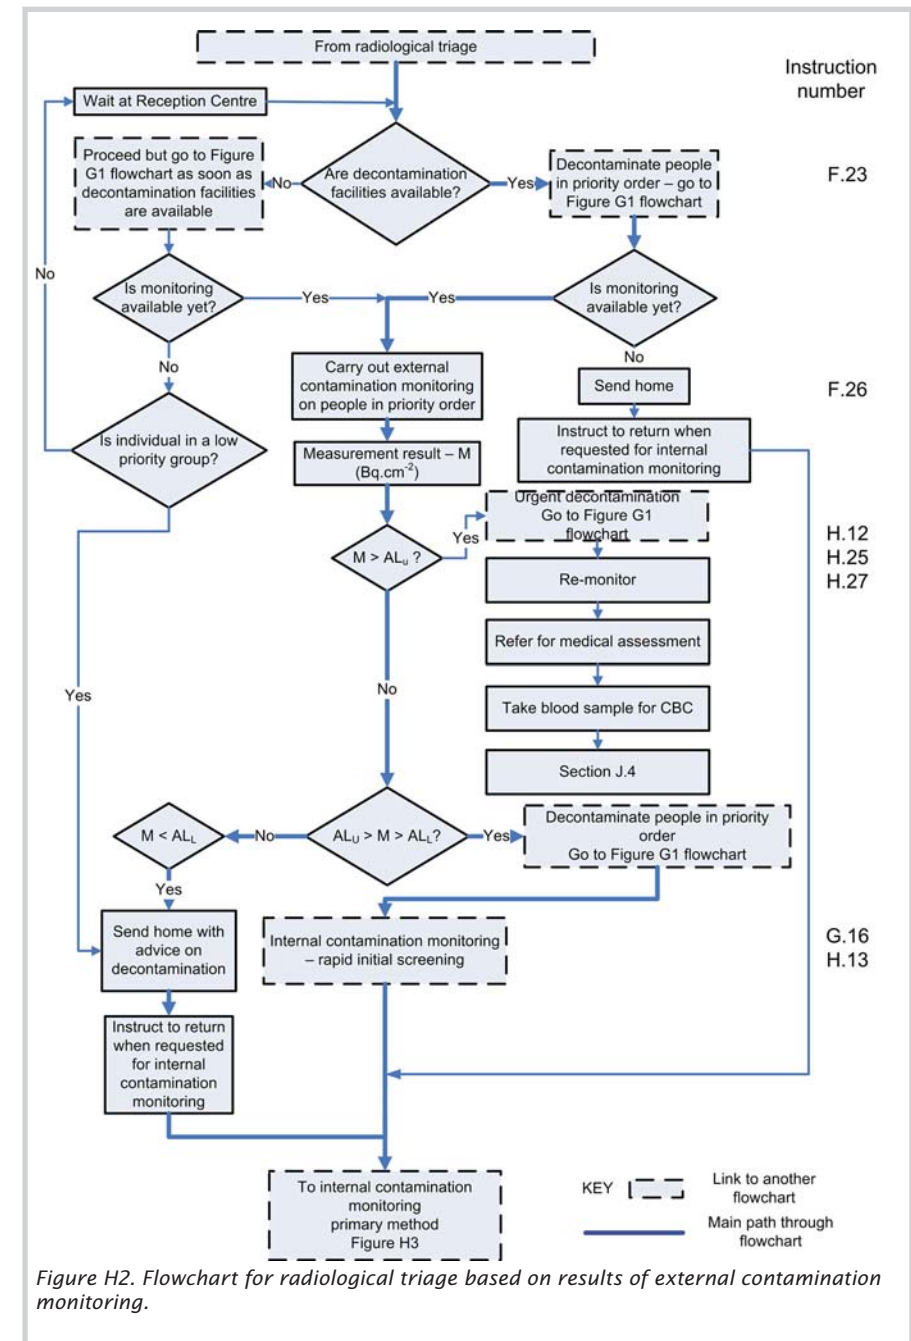 From radiological triage
Instruction
number
Wait at Reception Centre
Proceed but go to Figure
G1 flowchart as soon as
decontamination facilities
are available
No
Are decontamination
facilities available?
Yes
Decontaminate people
in priority order – go to
Figure G1 flowchart
F.23
No
Is monitoring
available yet?
Yes
Yes
Is monitoring
available yet?
No
No
Carry out external
contamination monitoring
on people in priority order
Send home
F.26
Is individual in a low
priority group?
Measurement result – M
(Bq.cm-2)
Instruct to return when
requested for internal
contamination monitoring
Urgent decontamination
Go to Figure G1
flowchart
Yes
M > ALu ?
H.12
H.25
H.27
Re-monitor
Refer for medical assessment
No
Yes
Take blood sample for CBC
Section J.4
M < ALL
No
ALU > M > ALL?
Yes
Decontaminate people in priority
order
Go to Figure G1 flowchart
Yes
Send home with
advice on
decontamination
Internal contamination monitoring
– rapid initial screening
G.16
H.13
Instruct to return
when requested
for internal
contamination
monitoring
To internal contamination
monitoring
primary method
Figure H3
KEY
Link to another
flowchart
Main path through
flowchart
Figure H2. Flowchart for radiological triage based on results of external contamination
monitoring.